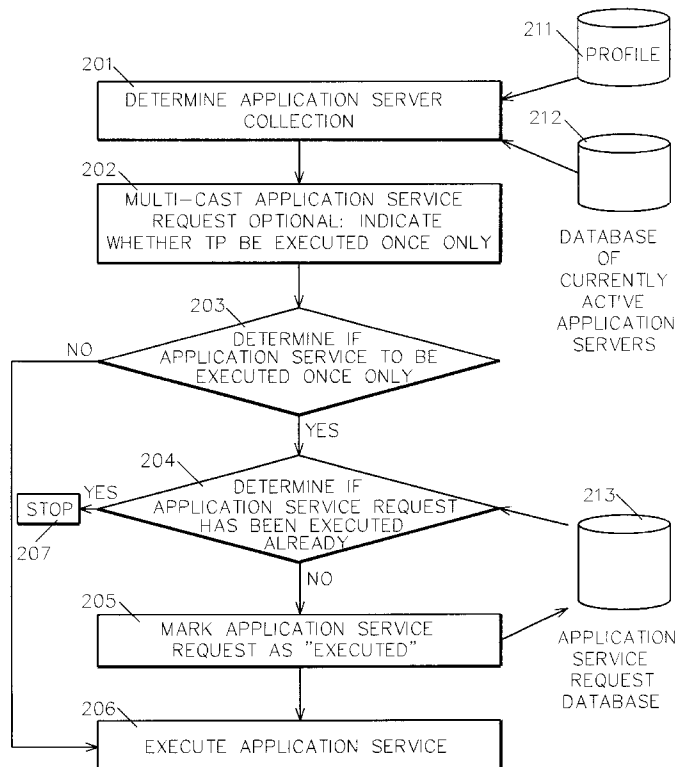 211
PROFILE
201
DETERMINE APPLICATION SERVER
COLLECTION
212
202
MULTI-CAST APPLICATION SERVICE
REQUEST OPTIONAL: INDICATE
WHETHER TP BE EXECUTED ONCE ONLY
DATABASE
OF
CURRENTLY
ACT'VE
APPLICATION
SERVERS
203
NO
DETERMINE IF
APPLICATION SERVICE TO BE
EXECUTED ONCE ONLY
YES
204
DETERMINE IF
APPLICATION SERVICE REQUEST
HAS BEEN EXECUTED
ALREADY
YES
STOP
207
213
NO
205
MARK APPLICATION SERVICE
REQUEST AS "EXECUTED"
APPLICATION
SERVICE
REQUEST
DATABASE
206
EXECUTE APPLICATION SERVICE